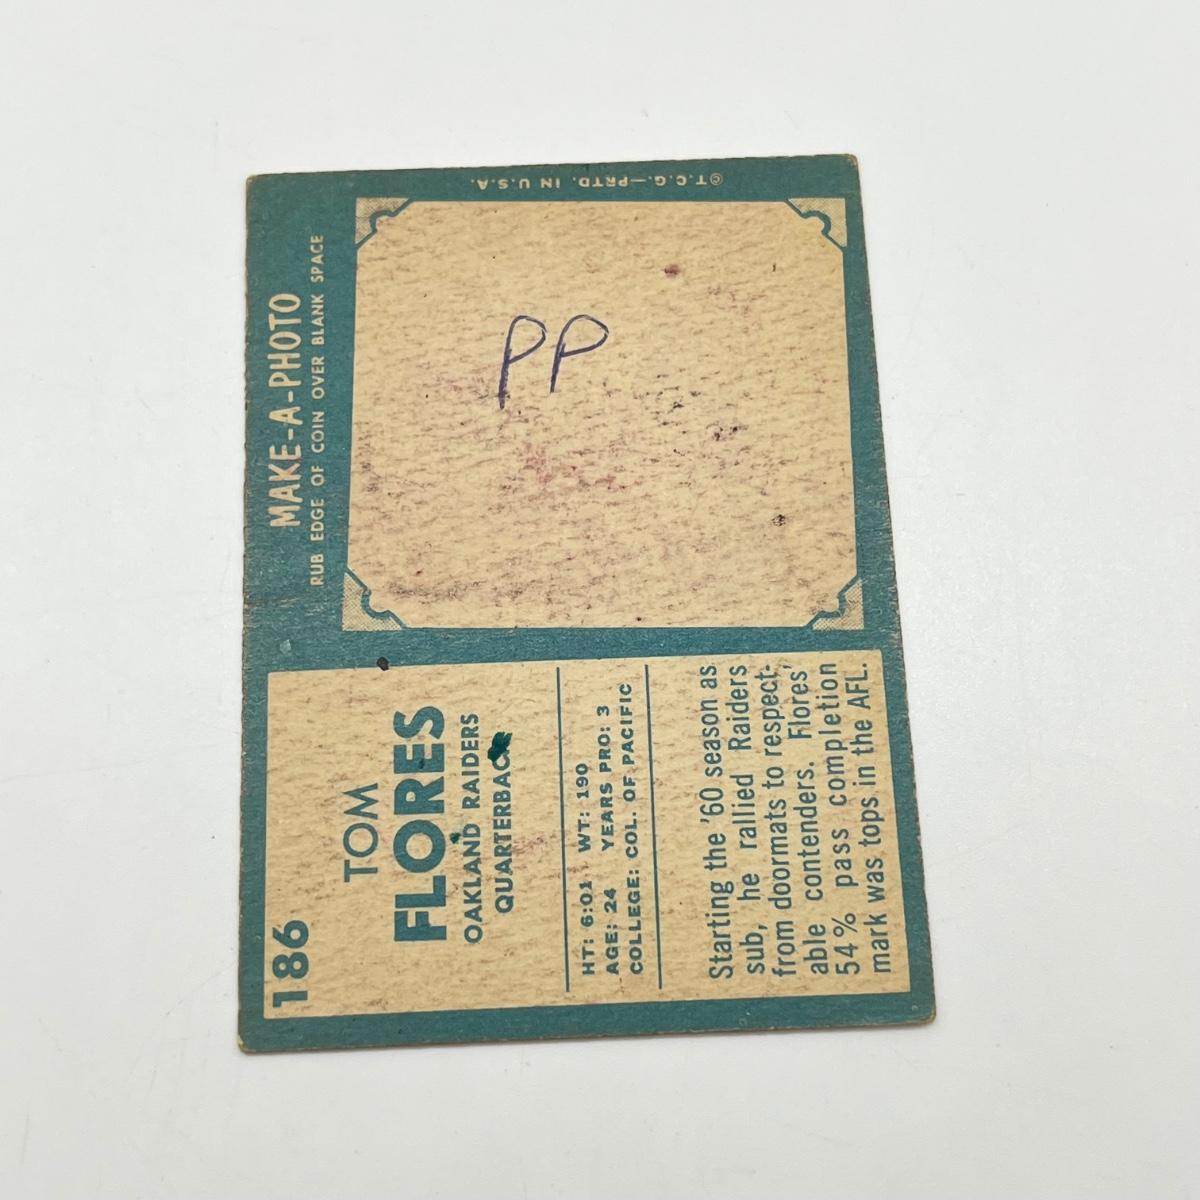 186
TOM
FLORES
OAKLAND RAIDERS
QUARTERBACK
HT: 6:01 WT: 190
AGE: 24 YEARS PRO: 3
COLLEGE: COL. OF PACIFIC
Starting the '60 season as
sub, he rallied Raiders
from doormats to respect-
able contenders. Flores'
54% pass completion
mark was tops in the AFL.
MAKE-A-PHOTO
RUB EDGE OF COIN OVER BLANK SPACE
PP
©T.C.G.—PRTD. IN U.S.A.